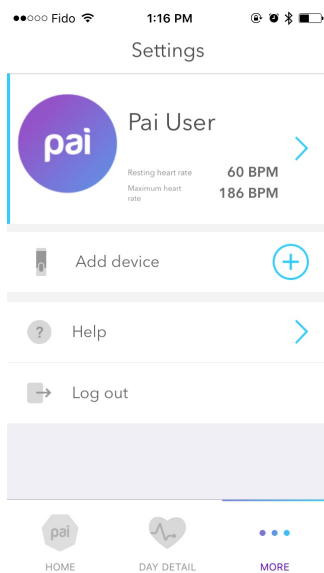 Fido 1:16 PM
Settings
pai
Pai User
Resting heart rate 60 BPM
Maximum heart rate 186 BPM
Add device
+
? Help
Log out
pai
HOME DAY DETAIL MORE